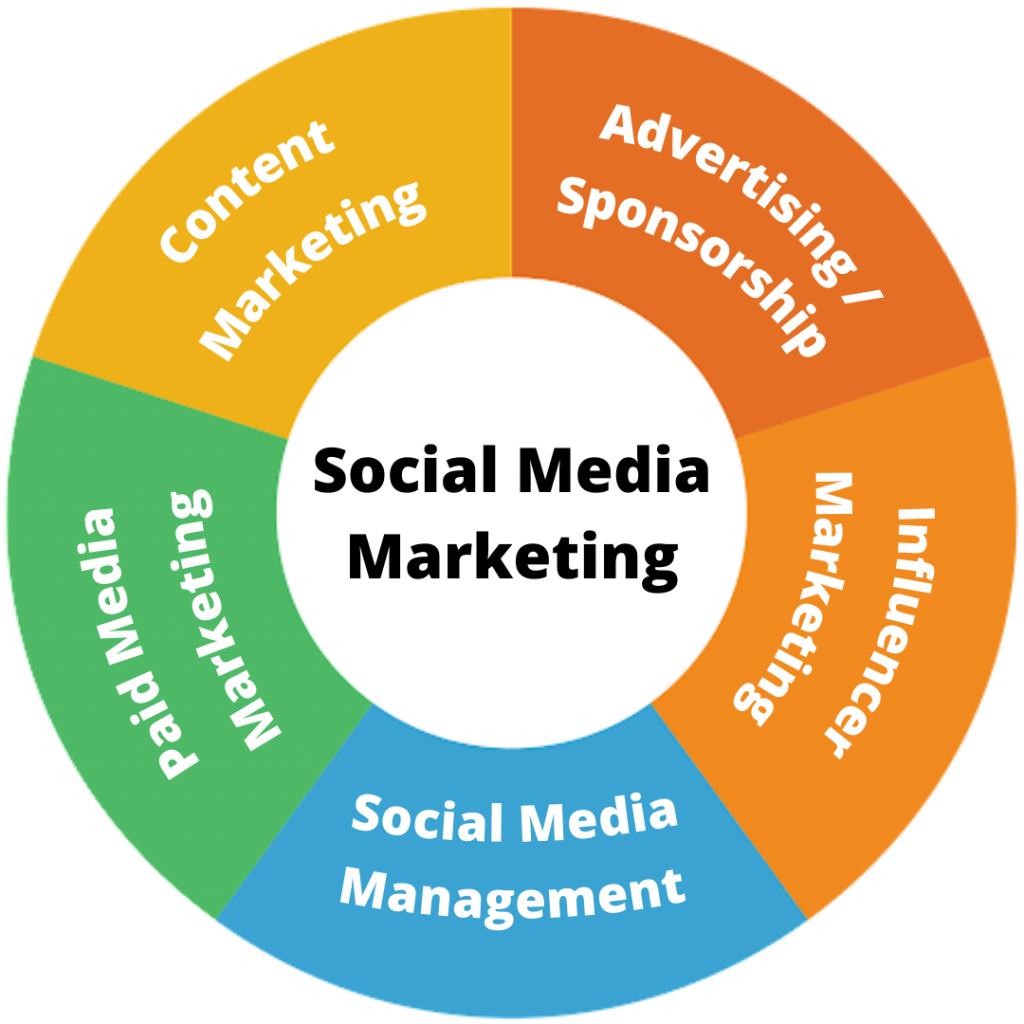 Social Media
Marketing
Advertising /
Sponsorship
Influencer
Marketing
Social Media
Management
Paid Media
Marketing
Content
Marketing